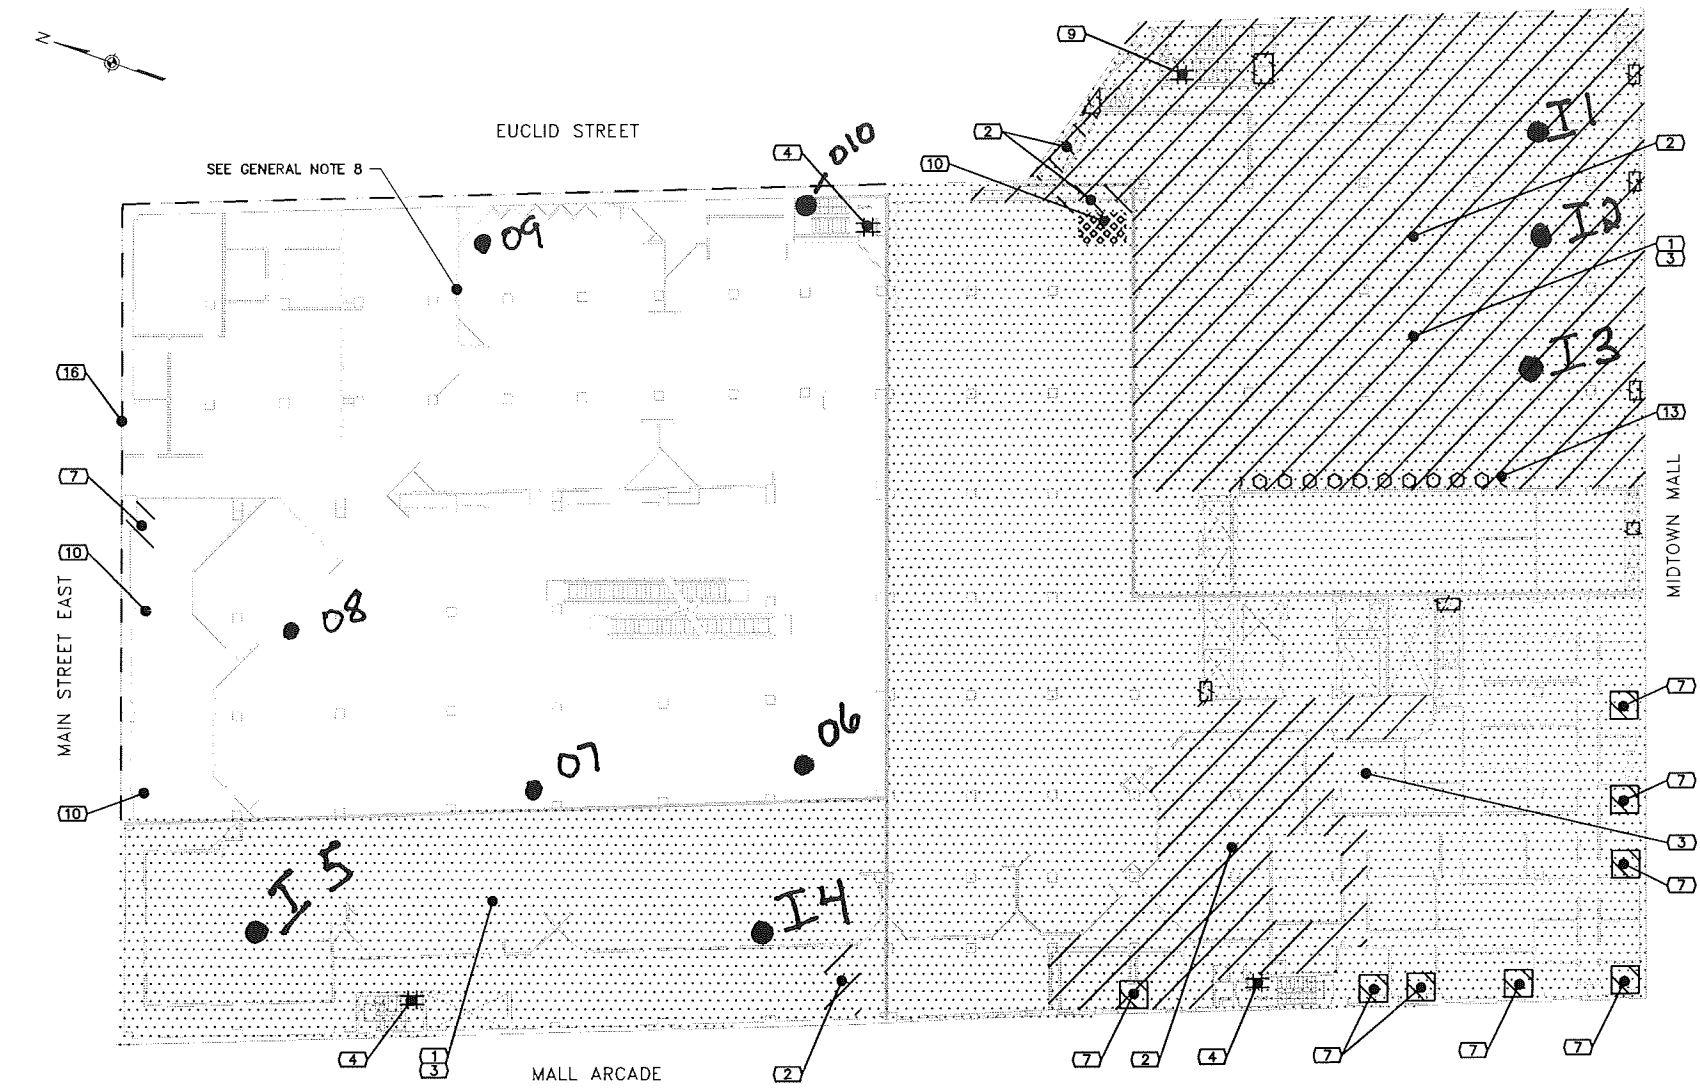 N
EUCLID STREET
SEE GENERAL NOTE 8
9
2
10
4
010
09
I1
2
I2
1
3
I3
13
MIDTOWN MALL
16
7
10
MAIN STREET EAST
08
06
07
10
7
7
3
7
I5
I4
4
1
3
MALL ARCADE
2
7
2
4
7
7
7